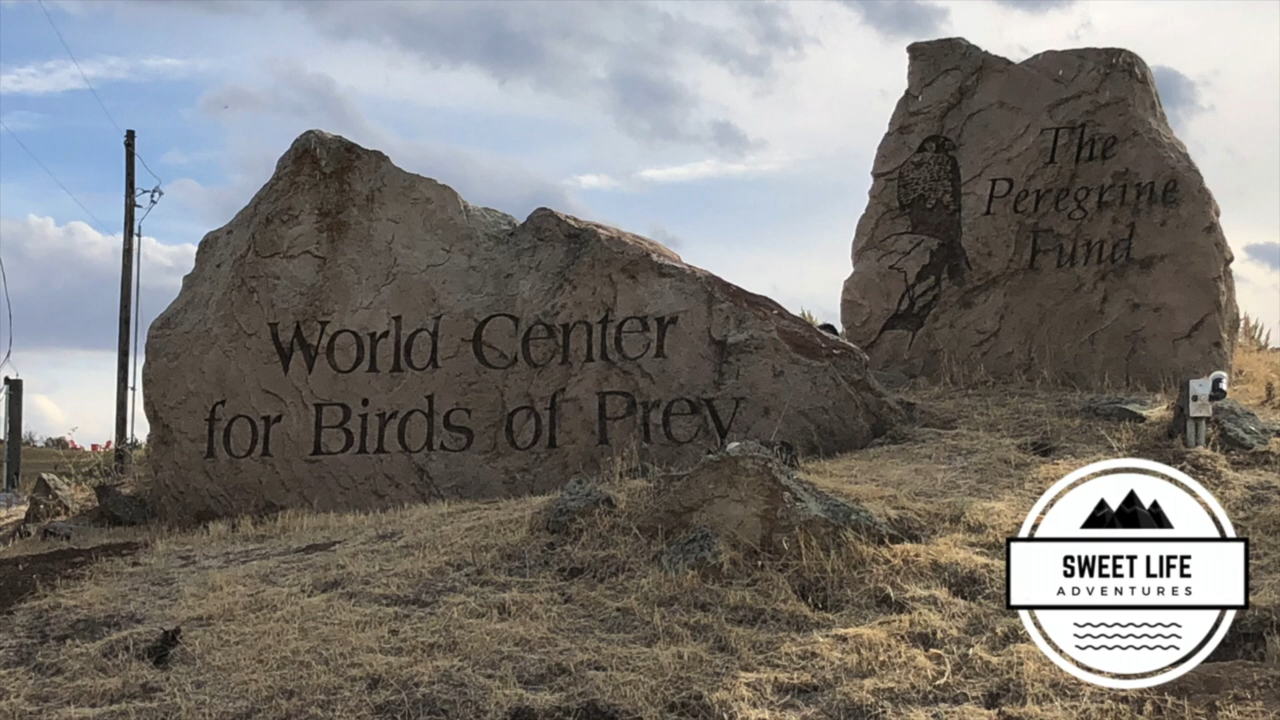 World Center
for Birds of Prey
The
Peregrine
Fund
SWEET LIFE
ADVENTURES